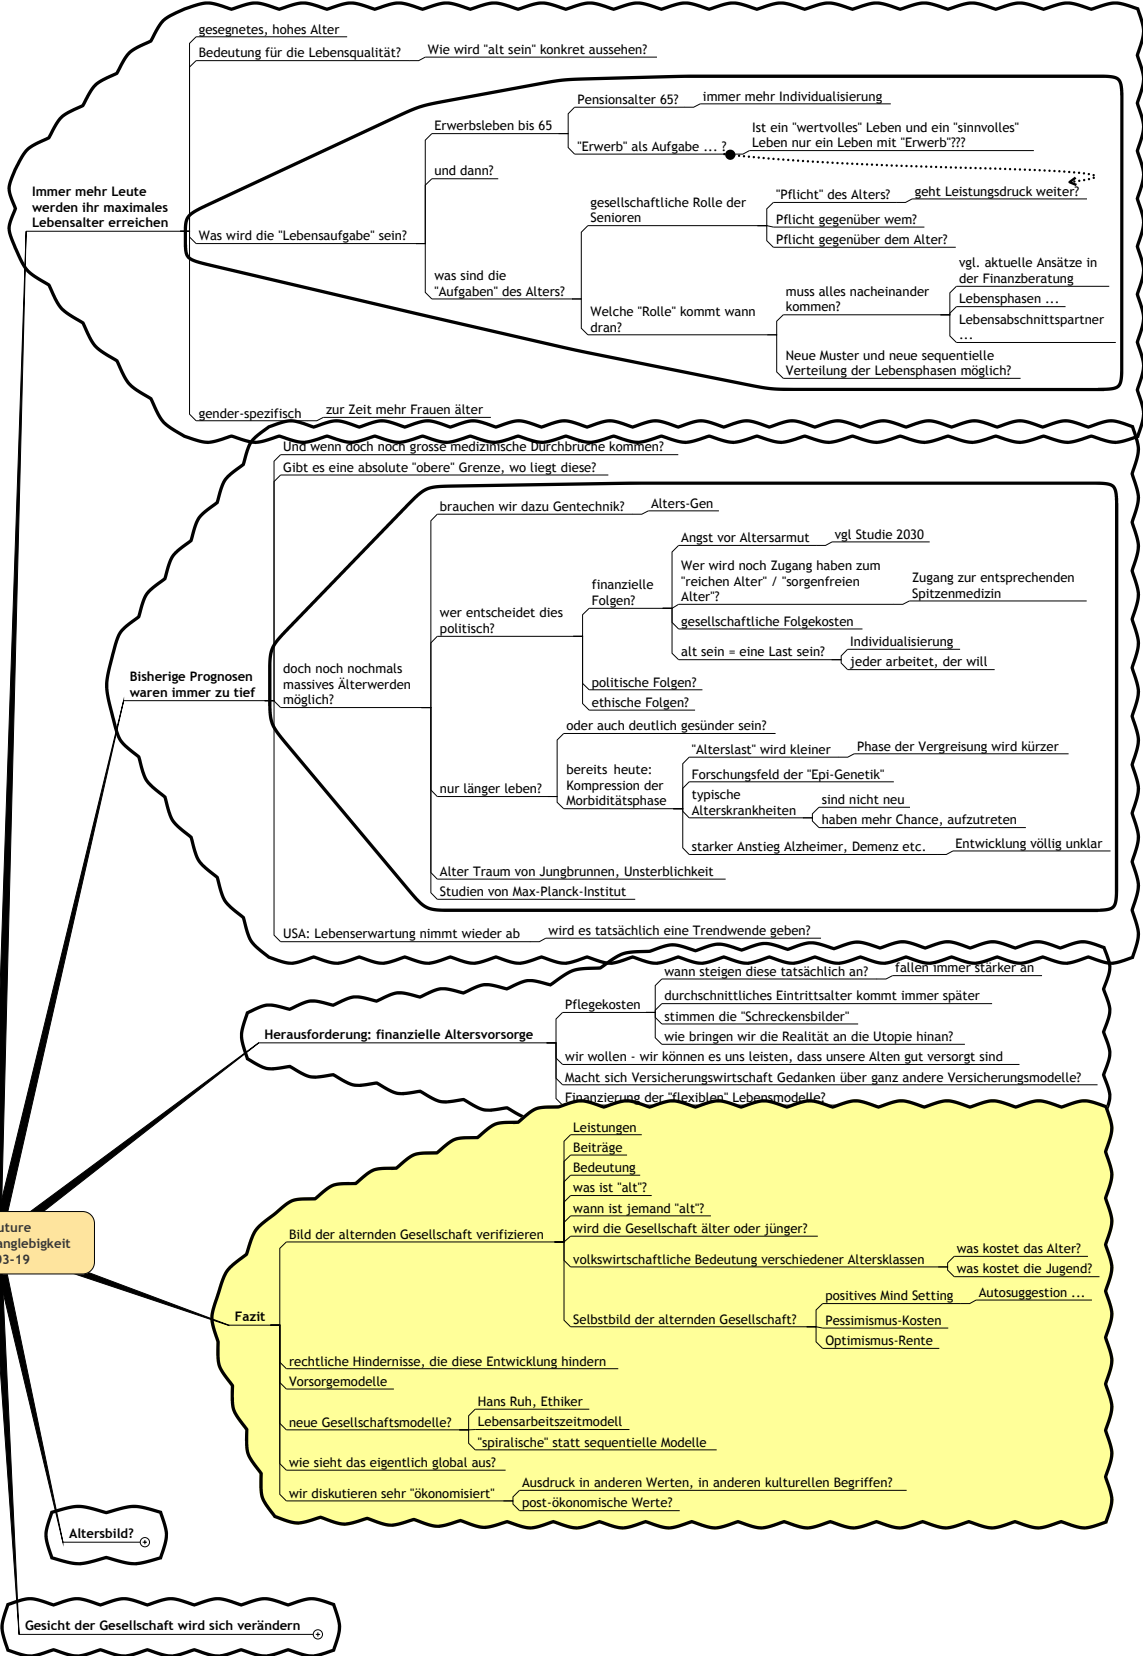 gesegnetes, hohes Alter
Bedeutung für die Lebensqualität?
Wie wird "alt sein" konkret aussehen?
Immer mehr Leute
werden ihr maximales
Lebensalter erreichen
Was wird die "Lebensaufgabe" sein?
Erwerbsleben bis 65
Pensionsalter 65?
immer mehr Individualisierung
"Erwerb" als Aufgabe ... ?
Ist ein "wertvolles" Leben und ein "sinnvolles"
Leben nur ein Leben mit "Erwerb"???
und dann?
was sind die
"Aufgaben" des Alters?
gesellschaftliche Rolle der
Senioren
"Pflicht" des Alters?
geht Leistungsdruck weiter?
Pflicht gegenüber wem?
Pflicht gegenüber dem Alter?
Welche "Rolle" kommt wann
dran?
muss alles nacheinander
kommen?
vgl. aktuelle Ansätze in
der Finanzberatung
Lebensphasen ...
Lebensabschnittspartner
...
Neue Muster und neue sequentielle
Verteilung der Lebensphasen möglich?
gender-spezifisch
zur Zeit mehr Frauen älter
Bisherige Prognosen
waren immer zu tief
Und wenn doch noch grosse medizinische Durchbrüche kommen?
Gibt es eine absolute "obere" Grenze, wo liegt diese?
doch noch nochmals
massives Älterwerden
möglich?
brauchen wir dazu Gentechnik?
Alters-Gen
wer entscheidet dies
politisch?
finanzielle
Folgen?
Angst vor Altersarmut
vgl Studie 2030
Wer wird noch Zugang haben zum
"reichen Alter" / "sorgenfreien
Alter"?
Zugang zur entsprechenden
Spitzenmedizin
gesellschaftliche Folgekosten
alt sein = eine Last sein?
Individualisierung
jeder arbeitet, der will
politische Folgen?
ethische Folgen?
nur länger leben?
oder auch deutlich gesünder sein?
bereits heute:
Kompression der
Morbiditätsphase
"Alterslast" wird kleiner
Phase der Vergreisung wird kürzer
Forschungsfeld der "Epi-Genetik"
typische
Alterskrankheiten
sind nicht neu
haben mehr Chance, aufzutreten
starker Anstieg Alzheimer, Demenz etc.
Entwicklung völlig unklar
Alter Traum von Jungbrunnen, Unsterblichkeit
Studien von Max-Planck-Institut
USA: Lebenserwartung nimmt wieder ab
wird es tatsächlich eine Trendwende geben?
Herausforderung: finanzielle Altersvorsorge
Pflegekosten
wann steigen diese tatsächlich an?
fallen immer stärker an
durchschnittliches Eintrittsalter kommt immer später
stimmen die "Schreckensbilder"
wie bringen wir die Realität an die Utopie hinan?
wir wollen - wir können es uns leisten, dass unsere Alten gut versorgt sind
Macht sich Versicherungswirtschaft Gedanken über ganz andere Versicherungsmodelle?
Finanzierung der "flexiblen" Lebensmodelle?
uture
anglebigkeit
03-19
Fazit
Bild der alternden Gesellschaft verifizieren
Leistungen
Beiträge
Bedeutung
was ist "alt"?
wann ist jemand "alt"?
wird die Gesellschaft älter oder jünger?
volkswirtschaftliche Bedeutung verschiedener Altersklassen
was kostet das Alter?
was kostet die Jugend?
Selbstbild der alternden Gesellschaft?
positives Mind Setting
Autosuggestion ...
Pessimismus-Kosten
Optimismus-Rente
rechtliche Hindernisse, die diese Entwicklung hindern
Vorsorgemodelle
neue Gesellschaftsmodelle?
Hans Ruh, Ethiker
Lebensarbeitszeitmodell
"spiralische" statt sequentielle Modelle
wie sieht das eigentlich global aus?
wir diskutieren sehr "ökonomisiert"
Ausdruck in anderen Werten, in anderen kulturellen Begriffen?
post-ökonomische Werte?
Altersbild?
Gesicht der Gesellschaft wird sich verändern